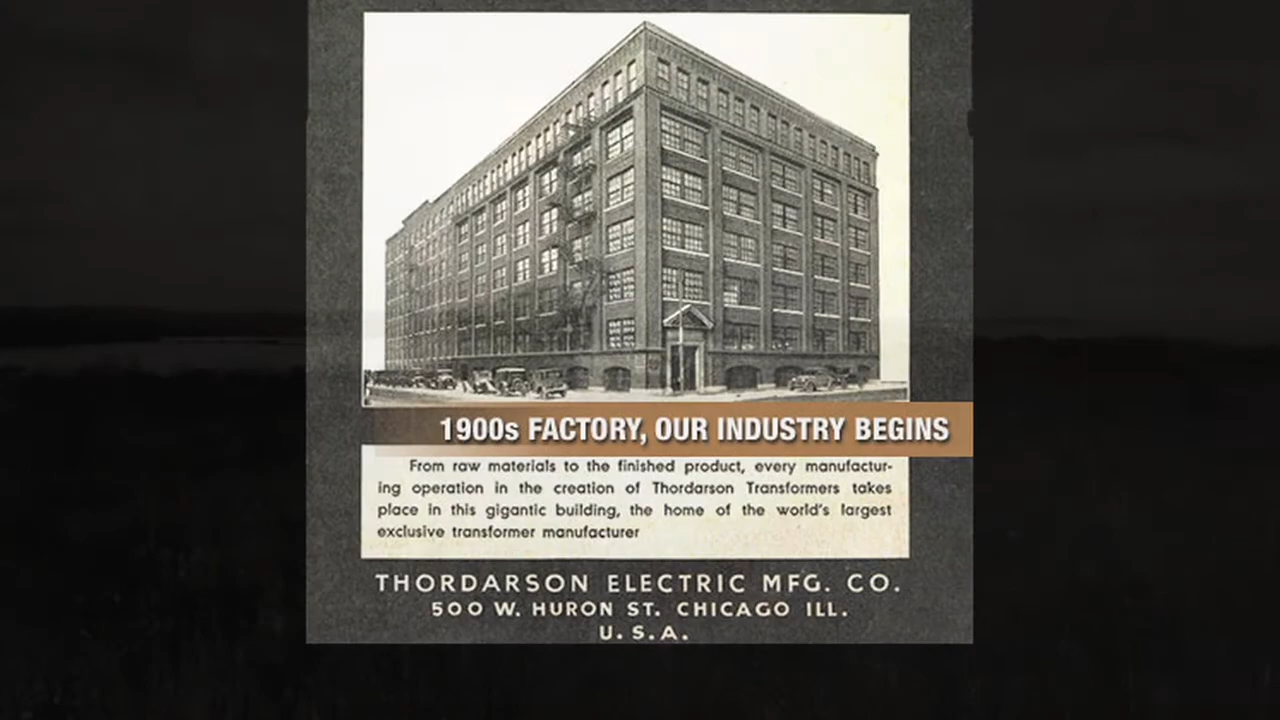 1900s FACTORY, OUR INDUSTRY BEGINS
From raw materials to the finished product, every manufactur-
ing operation in the creation of Thordarson Transformers takes
place in this gigantic building, the home of the world's largest
exclusive transformer manufacturer
THORDARSON ELECTRIC MFG. CO.
500 W. HURON ST. CHICAGO ILL.
U. S. A.